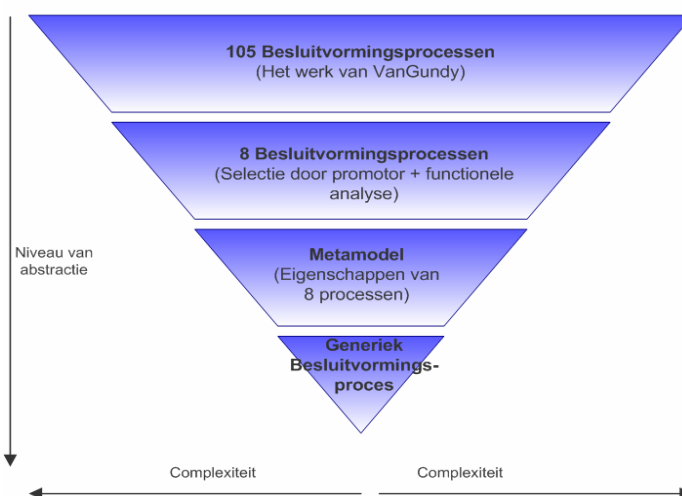 105 Besluitvormingsprocessen
(Het werk van VanGundy)
8 Besluitvormingsprocessen
(Selectie door promotor + functionele
analyse)
Niveau van
abstractie
Metamodel
(Eigenschappen van
8 processen)
Generiek
Besluitvormings-
proces
Complexiteit
Complexiteit